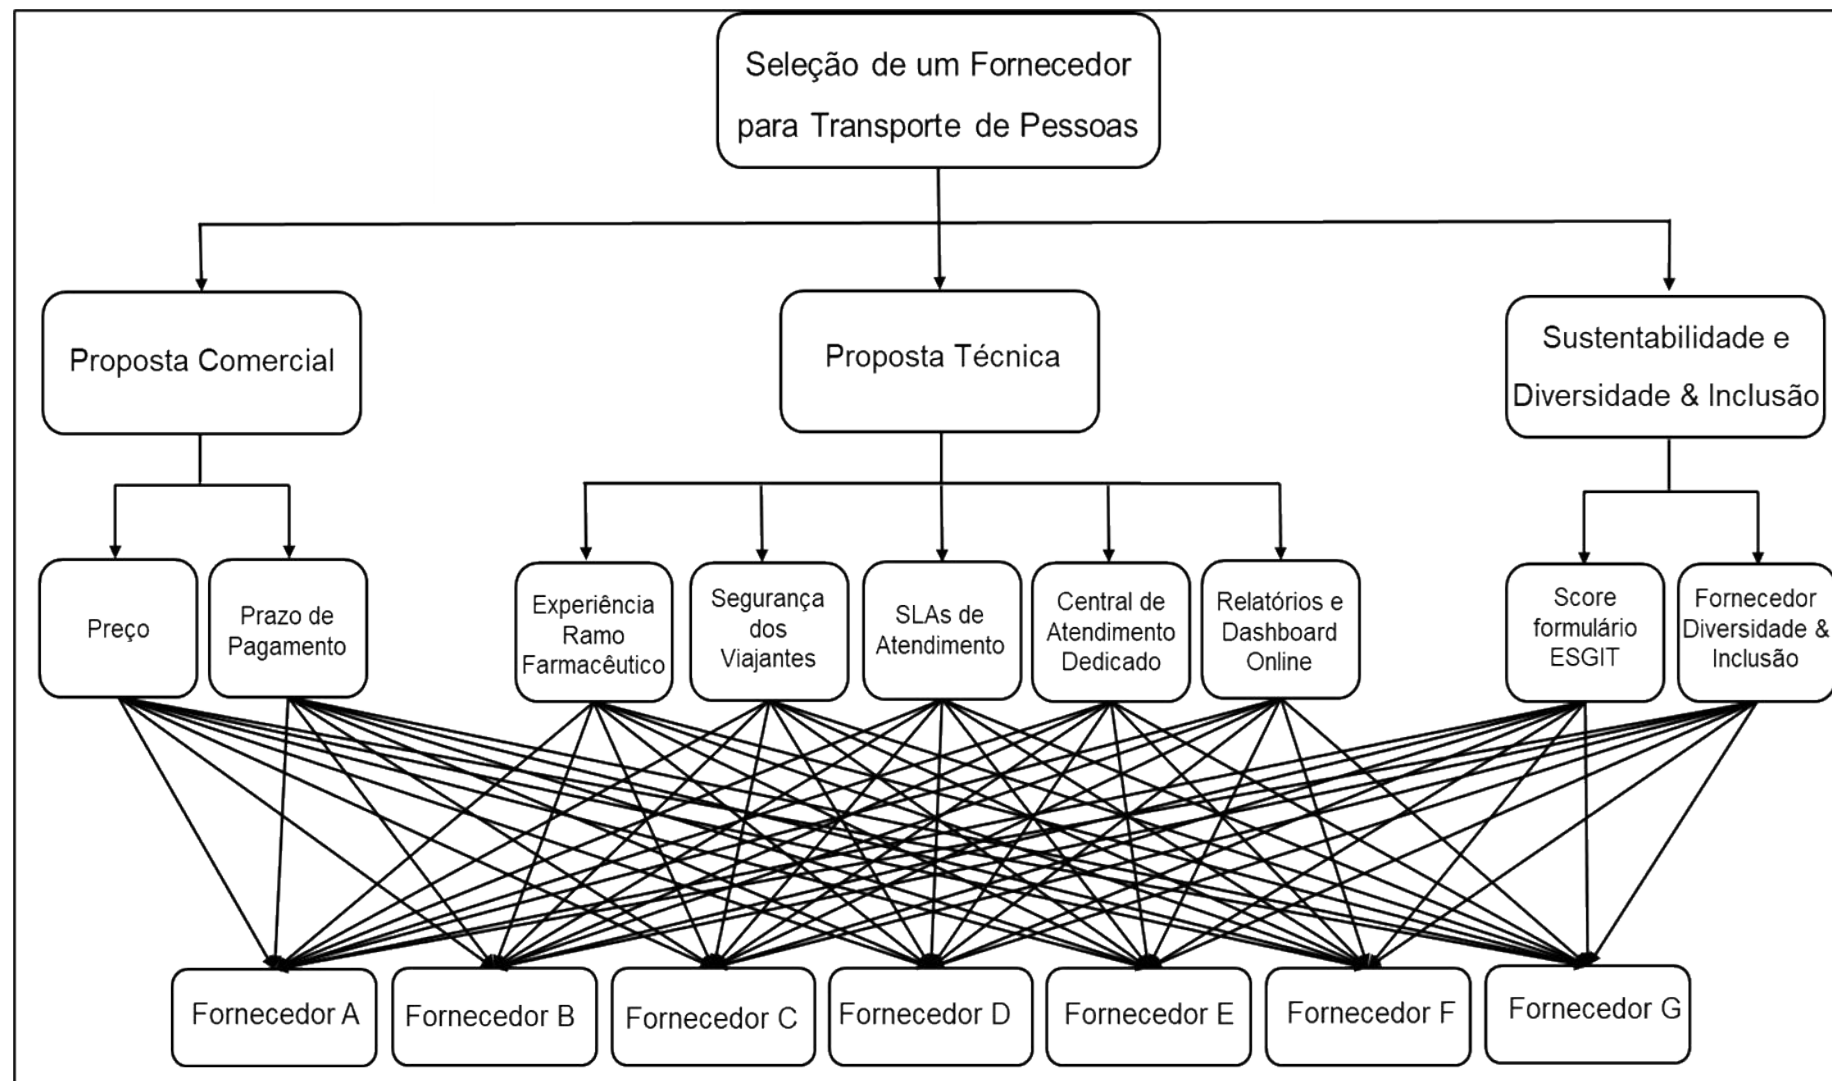 Seleção de um Fornecedor
para Transporte de Pessoas
Proposta Comercial
Proposta Técnica
Sustentabilidade e
Diversidade & Inclusão
Preço
Prazo de
Pagamento
Experiência
Ramo
Farmacêutico
Segurança
dos
Viajantes
SLAs de
Atendimento
Central de
Atendimento
Dedicado
Relatórios e
Dashboard
Online
Score
formulário
ESGIT
Fornecedor
Diversidade &
Inclusão
Fornecedor A
Fornecedor B
Fornecedor C
Fornecedor D
Fornecedor E
Fornecedor F
Fornecedor G